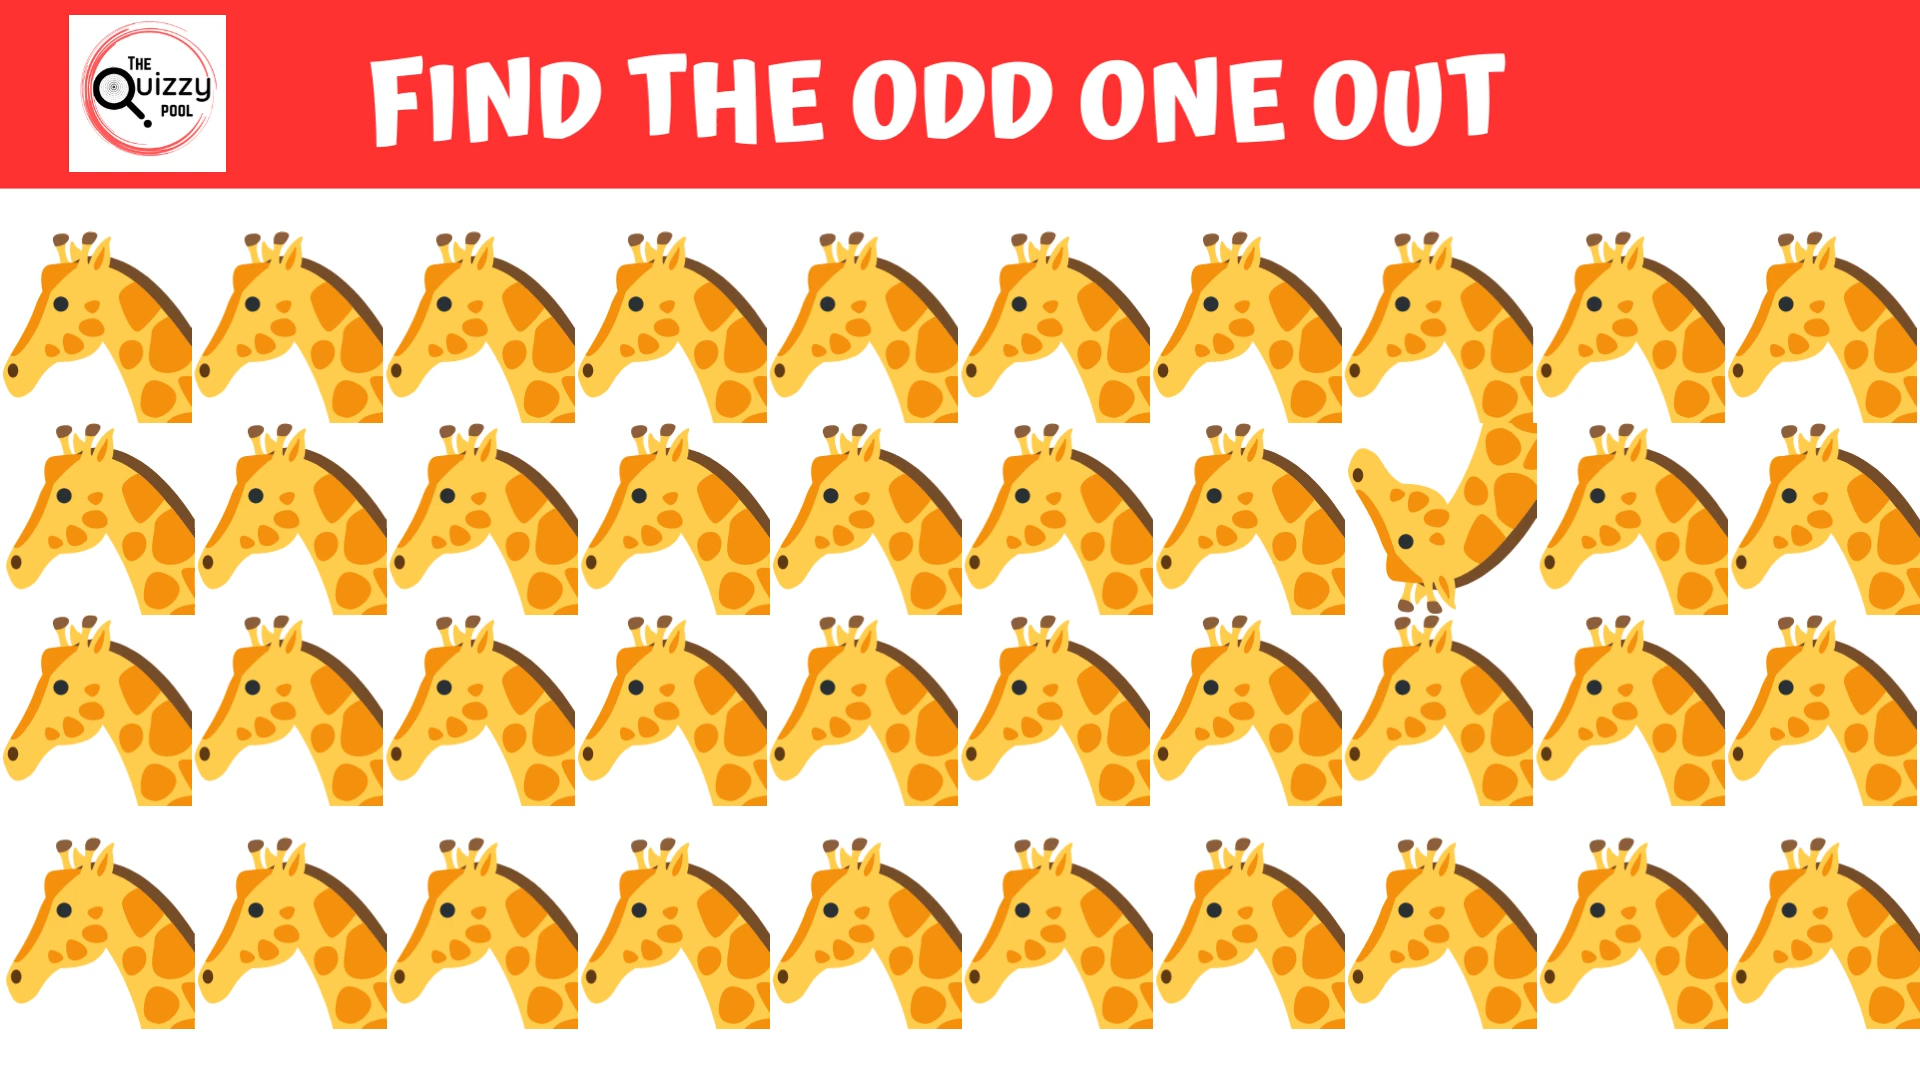 THE
Quizzy
POOL
FIND THE ODD ONE OUT